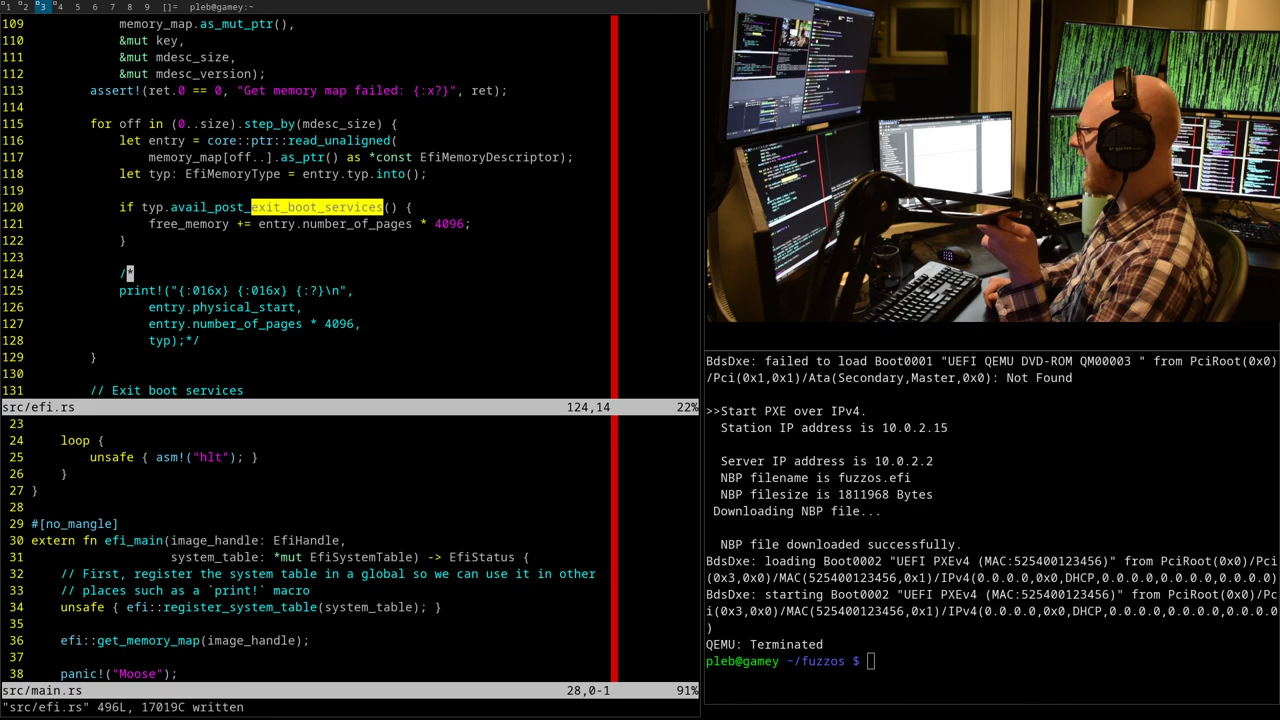 1 2 3 4 5 6 7 8 9 []= pleb@gamey:~
109 memory_map.as_mut_ptr(),
110 &mut key,
111 &mut mdesc_size,
112 &mut mdesc_version);
113 assert!(ret.0 == 0, "Get memory map failed: {:x?}", ret);
114
115 for off in (0..size).step_by(mdesc_size) {
116 let entry = core::ptr::read_unaligned(
117 memory_map[off..].as_ptr() as *const EfiMemoryDescriptor);
118 let typ: EfiMemoryType = entry.typ.into();
119
120 if typ.avail_post_exit_boot_services() {
121 free_memory += entry.number_of_pages * 4096;
122 }
123
124 /*
125 print!("{:016x} {:016x} {:?}\n",
126 entry.physical_start,
127 entry.number_of_pages * 4096,
128 typ);*/
129 }
130
131 // Exit boot services
src/efi.rs 124,14 22%
23
24 loop {
25 unsafe { asm!("hlt"); }
26 }
27 }
28
29 #[no_mangle]
30 extern fn efi_main(image_handle: EfiHandle,
31 system_table: *mut EfiSystemTable) -> EfiStatus {
32 // First, register the system table in a global so we can use it in other
33 // places such as a `print!` macro
34 unsafe { efi::register_system_table(system_table); }
35
36 efi::get_memory_map(image_handle);
37
38 panic!("Moose");
src/main.rs 28,0-1 91%
"src/efi.rs" 496L, 17019C written
BdsDxe: failed to load Boot0001 "UEFI QEMU DVD-ROM QM00003 " from PciRoot(0x0)
/Pci(0x1,0x1)/Ata(Secondary,Master,0x0): Not Found
>>Start PXE over IPv4.
Station IP address is 10.0.2.15
Server IP address is 10.0.2.2
NBP filename is fuzzos.efi
NBP filesize is 1811968 Bytes
Downloading NBP file...
NBP file downloaded successfully.
BdsDxe: loading Boot0002 "UEFI PXEv4 (MAC:525400123456)" from PciRoot(0x0)/Pci
(0x3,0x0)/MAC(525400123456,0x1)/IPv4(0.0.0.0,0x0,DHCP,0.0.0.0,0.0.0.0,0.0.0.0)
BdsDxe: starting Boot0002 "UEFI PXEv4 (MAC:525400123456)" from PciRoot(0x0)/Pc
i(0x3,0x0)/MAC(525400123456,0x1)/IPv4(0.0.0.0,0x0,DHCP,0.0.0.0,0.0.0.0,0.0.0.0
)
QEMU: Terminated
pleb@gamey ~/fuzzos $